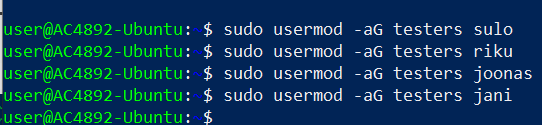 user@AC4892-Ubuntu:~$ sudo usermod -aG testers sulo
user@AC4892-Ubuntu:~$ sudo usermod -aG testers riku
user@AC4892-Ubuntu:~$ sudo usermod -aG testers joonas
user@AC4892-Ubuntu:~$ sudo usermod -aG testers jani
user@AC4892-Ubuntu:~$